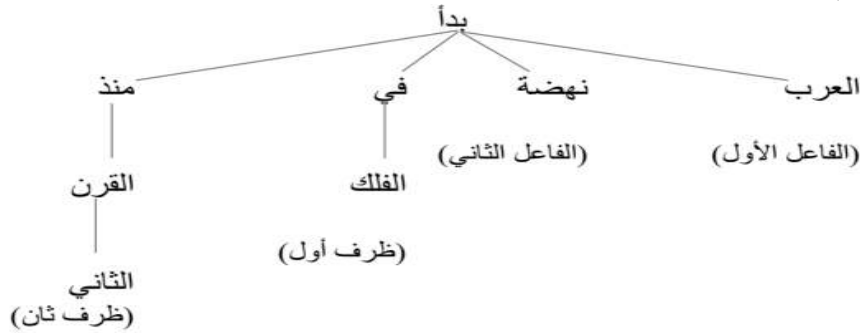 بدأ
العرب نهضة في منذ
(الفاعل الأول) (الفاعل الثاني)
الفلك القرن
(ظرف أول)
الثاني
(ظرف ثان)